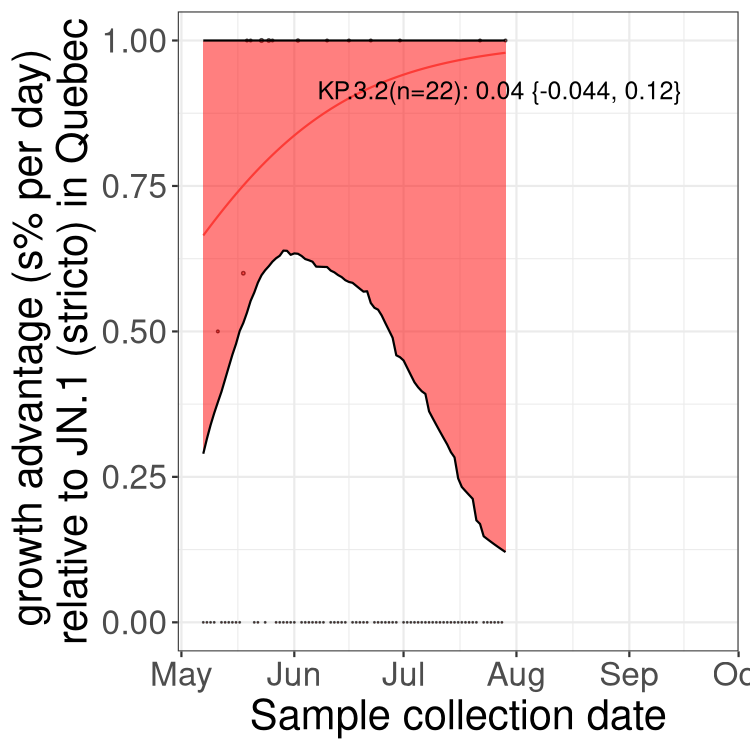 growth advantage (s% per day)
relative to JN.1 (stricto) in Quebec
1.00
0.75
0.50
0.25
0.00
KP.3.2(n=22): 0.04 {-0.044, 0.12}
May Jun Jul Aug Sep Oc
Sample collection date